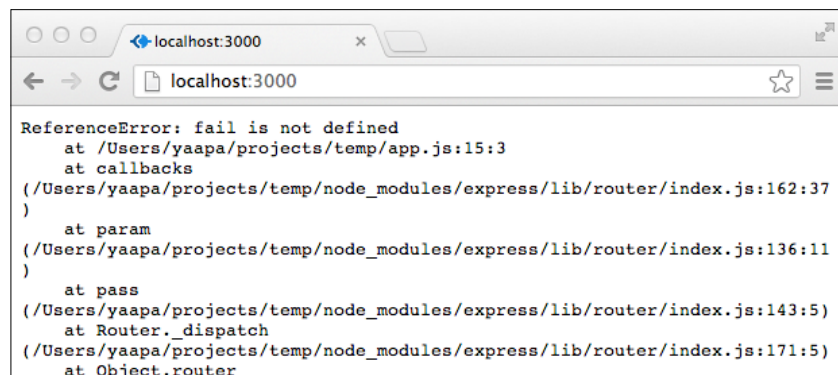 localhost:3000
localhost:3000
ReferenceError: fail is not defined
    at /Users/yaapa/projects/temp/app.js:15:3
    at callbacks
(/Users/yaapa/projects/temp/node_modules/express/lib/router/index.js:162:37
)
    at param
(/Users/yaapa/projects/temp/node_modules/express/lib/router/index.js:136:11
)
    at pass
(/Users/yaapa/projects/temp/node_modules/express/lib/router/index.js:143:5)
    at Router._dispatch
(/Users/yaapa/projects/temp/node_modules/express/lib/router/index.js:171:5)
    at Object.router